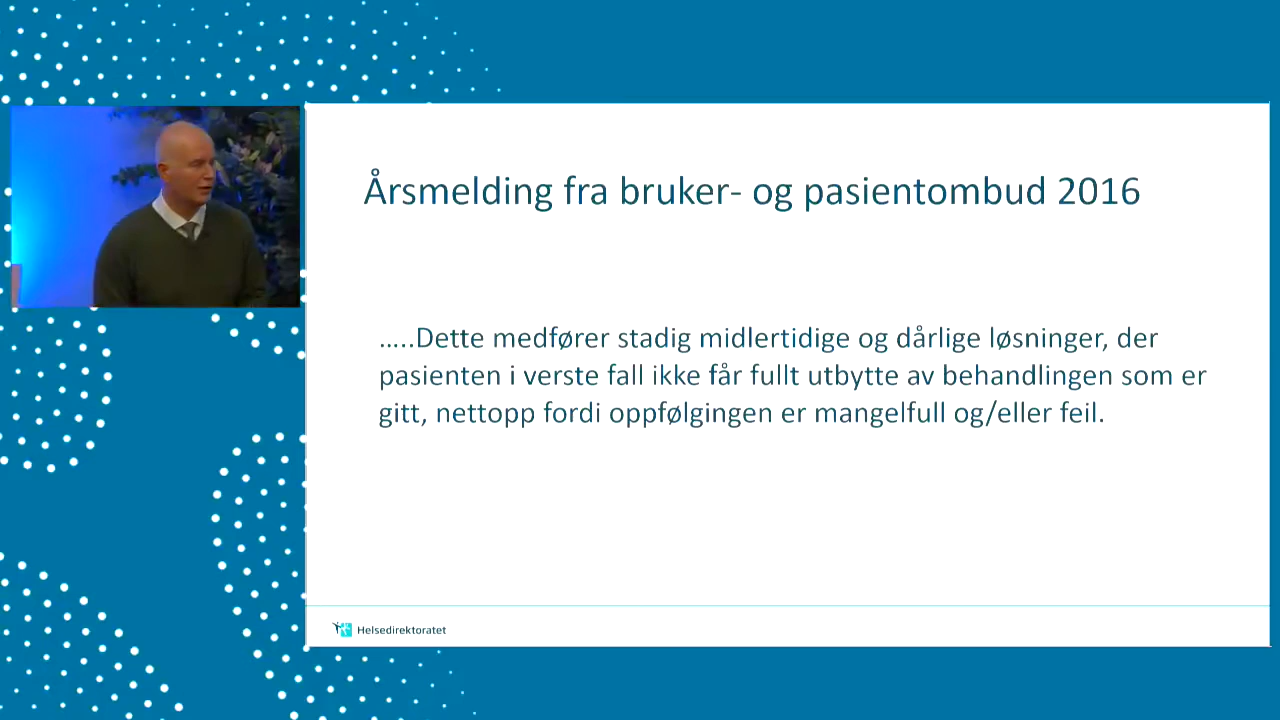 Årsmelding fra bruker- og pasientombud 2016
…..Dette medfører stadig midlertidige og dårlige løsninger, der
pasienten i verste fall ikke får fullt utbytte av behandlingen som er
gitt, nettopp fordi oppfølgingen er mangelfull og/eller feil.
Helsedirektoratet